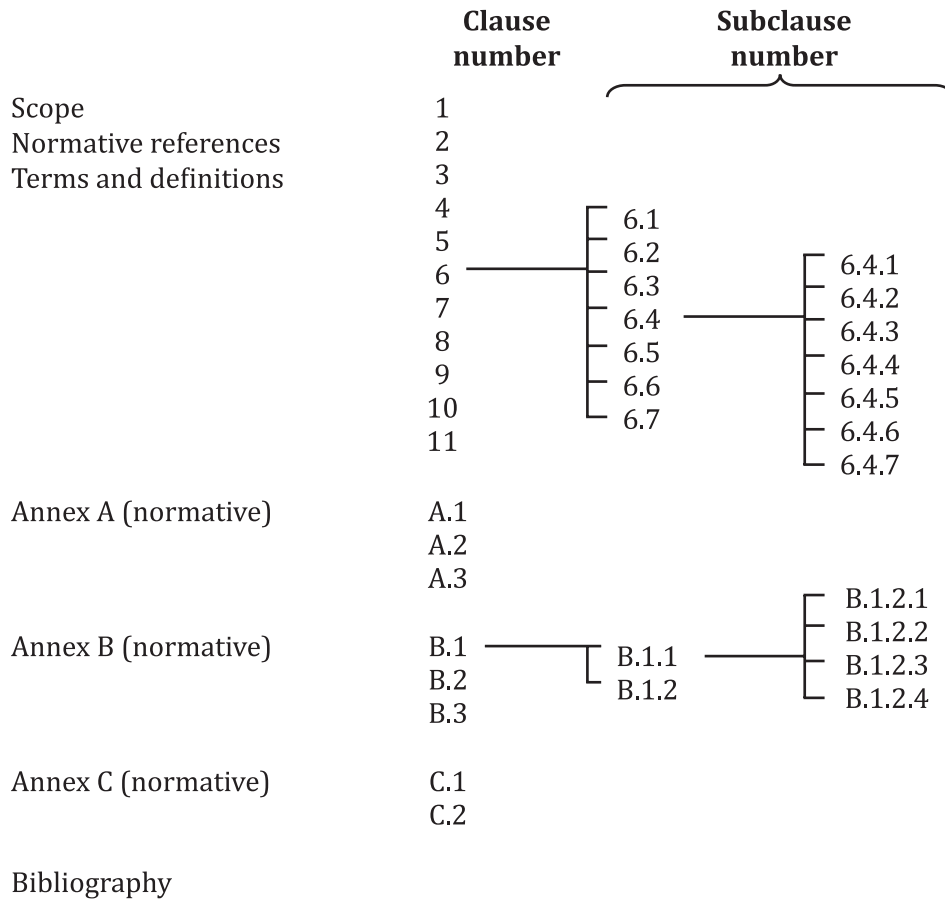 Clause number
Subclause number
Scope 1
Normative references 2
Terms and definitions 3
4
5
6
7
8
9
10
11
6.1
6.2
6.3
6.4
6.5
6.6
6.7
6.4.1
6.4.2
6.4.3
6.4.4
6.4.5
6.4.6
6.4.7
Annex A (normative) A.1
A.2
A.3
Annex B (normative) B.1
B.2
B.3
B.1.1
B.1.2
B.1.2.1
B.1.2.2
B.1.2.3
B.1.2.4
Annex C (normative) C.1
C.2
Bibliography